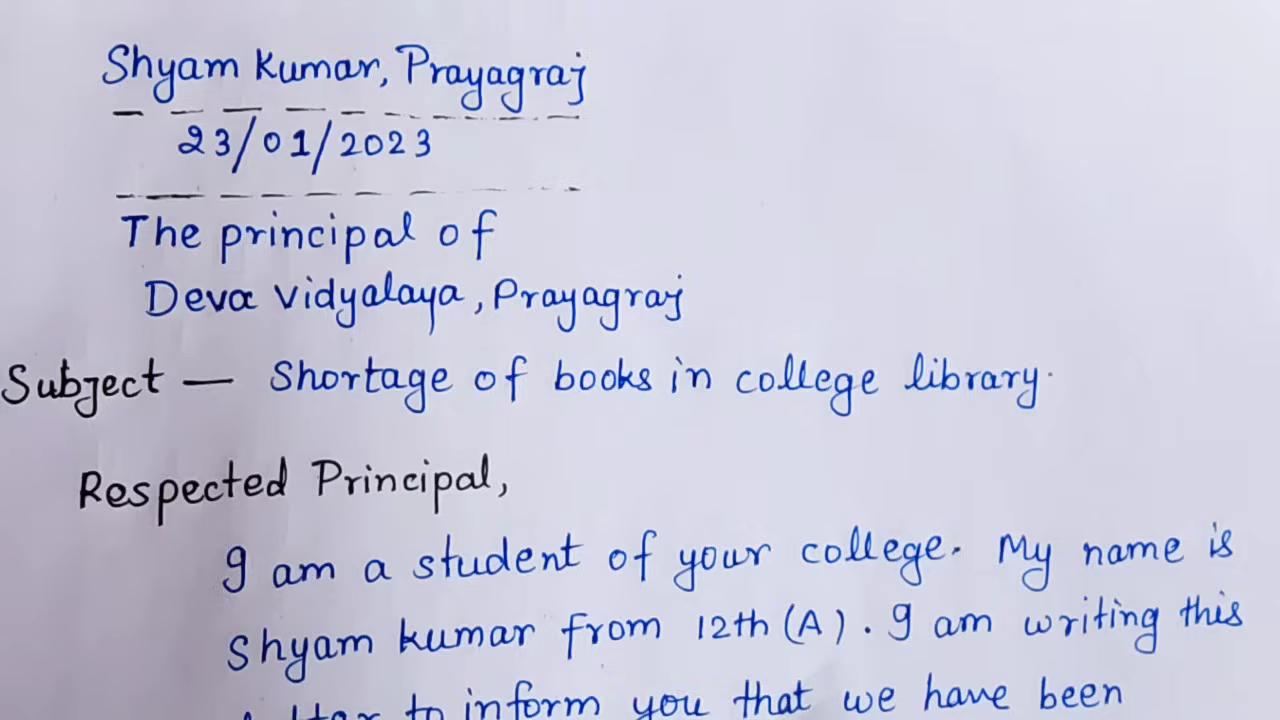 Shyam Kumar, Prayagraj
23/01/2023
The principal of
Deva Vidyalaya, Prayagraj
Subject — Shortage of books in college library.
Respected Principal,
I am a student of your college. My name is
Shyam kumar from 12th (A). I am writing this
letter to inform you that we have been